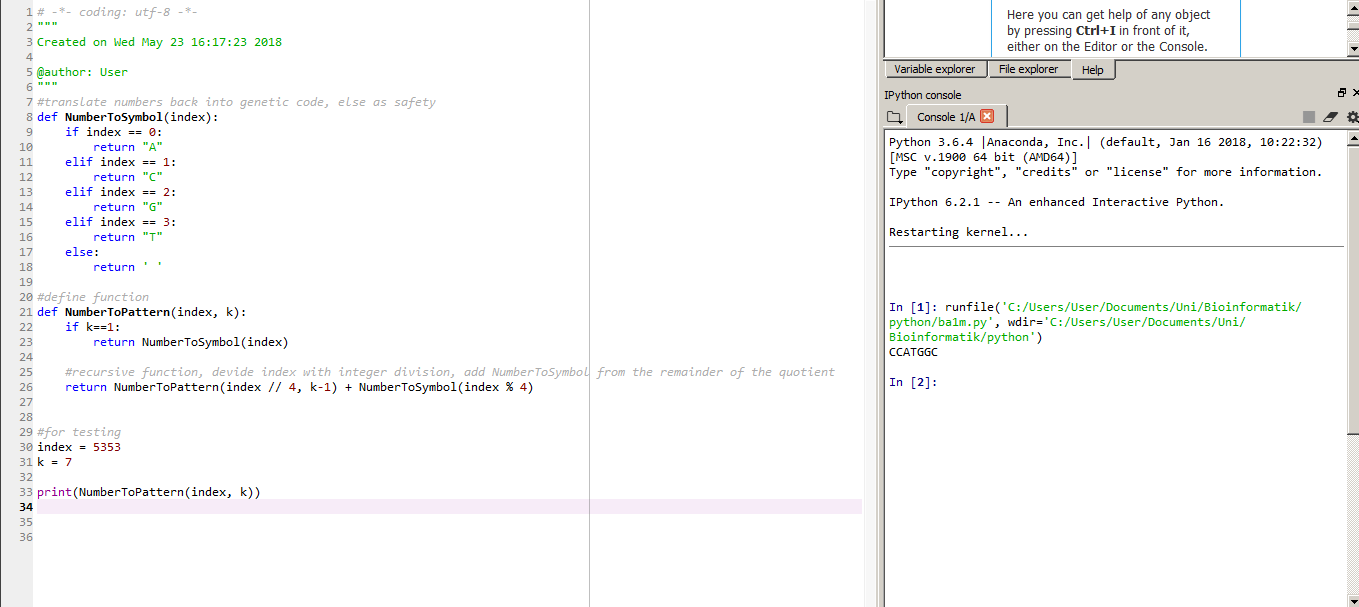 1 # -*- coding: utf-8 -*-
2 """
3 Created on Wed May 23 16:17:23 2018
4
5 @author: User
6 """
7 #translate numbers back into genetic code, else as safety
8 def NumberToSymbol(index):
9     if index == 0:
10         return "A"
11     elif index == 1:
12         return "C"
13     elif index == 2:
14         return "G"
15     elif index == 3:
16         return "T"
17     else:
18         return ' '
19
20 #define function
21 def NumberToPattern(index, k):
22     if k==1:
23         return NumberToSymbol(index)
24
25     #recursive function, devide index with integer division, add NumberToSymbol from the remainder of the quotient
26     return NumberToPattern(index // 4, k-1) + NumberToSymbol(index % 4)
27
28
29 #for testing
30 index = 5353
31 k = 7
32
33 print(NumberToPattern(index, k))
34
35
36
Here you can get help of any object
by pressing Ctrl+I in front of it,
either on the Editor or the Console.
Variable explorer File explorer Help
IPython console
Console 1/A
Python 3.6.4 |Anaconda, Inc.| (default, Jan 16 2018, 10:22:32)
[MSC v.1900 64 bit (AMD64)]
Type "copyright", "credits" or "license" for more information.
IPython 6.2.1 -- An enhanced Interactive Python.
Restarting kernel...
In [1]: runfile('C:/Users/User/Documents/Uni/Bioinformatik/
python/ba1m.py', wdir='C:/Users/User/Documents/Uni/
Bioinformatik/python')
CCATGGC
In [2]: